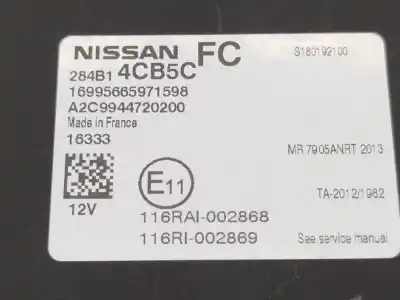 NISSAN FC S180192100
284B1 4CB5C
16995665971598
A2C9944720200
Made in France
16333
MR 7905ANRT 2013
E11
TA-2012/1982
12V
116RAI-002868
116RI-002869 See service manual